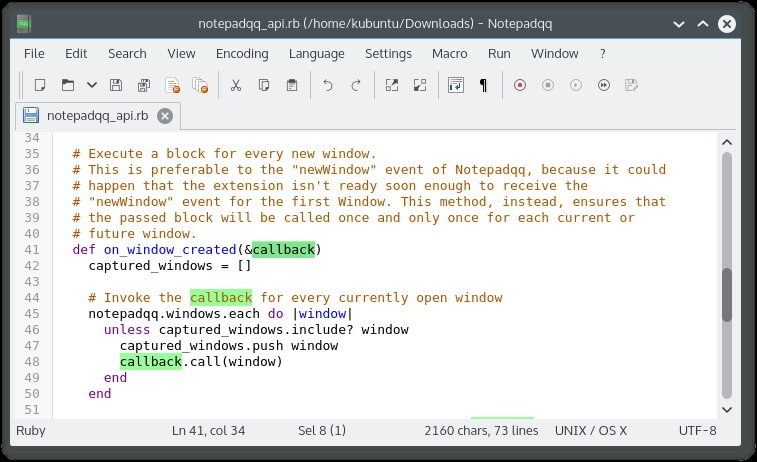 notepadqq_api.rb (/home/kubuntu/Downloads) - Notepadqq
File Edit Search View Encoding Language Settings Macro Run Window ?
notepadqq_api.rb
34
35 # Execute a block for every new window.
36 # This is preferable to the "newWindow" event of Notepadqq, because it could
37 # happen that the extension isn't ready soon enough to receive the
38 # "newWindow" event for the first Window. This method, instead, ensures that
39 # the passed block will be called once and only once for each current or
40 # future window.
41 def on_window_created(&callback)
42 captured_windows = []
43
44 # Invoke the callback for every currently open window
45 notepadqq.windows.each do |window|
46 unless captured_windows.include? window
47 captured_windows.push window
48 callback.call(window)
49 end
50 end
51
Ruby Ln 41, col 34 Sel 8 (1) 2160 chars, 73 lines UNIX / OS X UTF-8